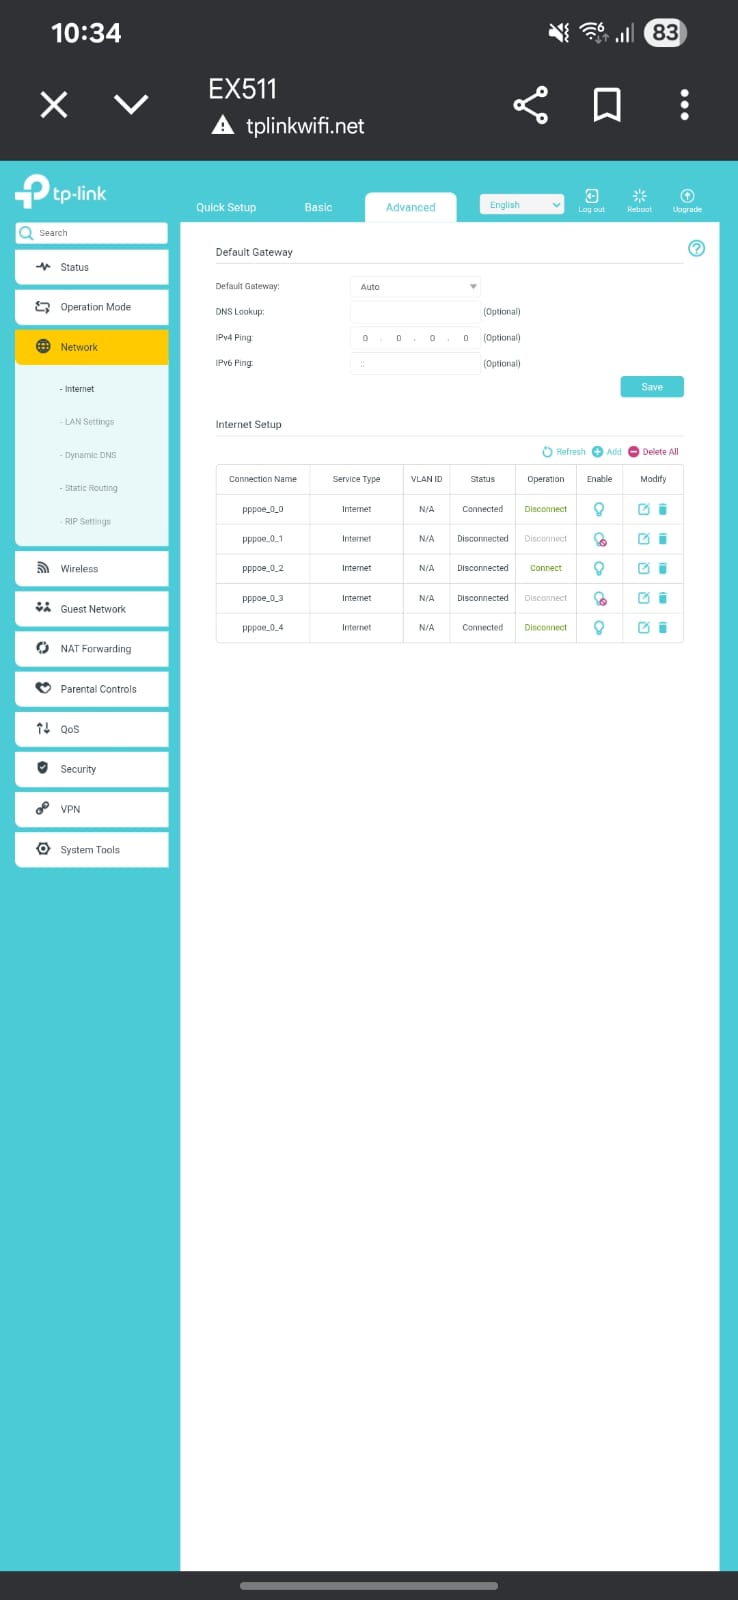 10:34
6
83
EX511
tplinkwifi.net
tp-link
Quick Setup
Basic
Advanced
English
Log out
Reboot
Upgrade
Search
Status
Operation Mode
Network
- Internet
- LAN Settings
- Dynamic DNS
- Static Routing
- RIP Settings
Wireless
Guest Network
NAT Forwarding
Parental Controls
QoS
Security
VPN
System Tools
Default Gateway
?
Default Gateway: Auto
DNS Lookup: (Optional)
IPv4 Ping: 0 . 0 . 0 . 0 (Optional)
IPv6 Ping: :: (Optional)
Save
Internet Setup
Refresh Add Delete All
Connection Name Service Type VLAN ID Status Operation Enable Modify
pppoe_0_0 Internet N/A Connected Disconnect
pppoe_0_1 Internet N/A Disconnected Disconnect
pppoe_0_2 Internet N/A Disconnected Connect
pppoe_0_3 Internet N/A Disconnected Disconnect
pppoe_0_4 Internet N/A Connected Disconnect